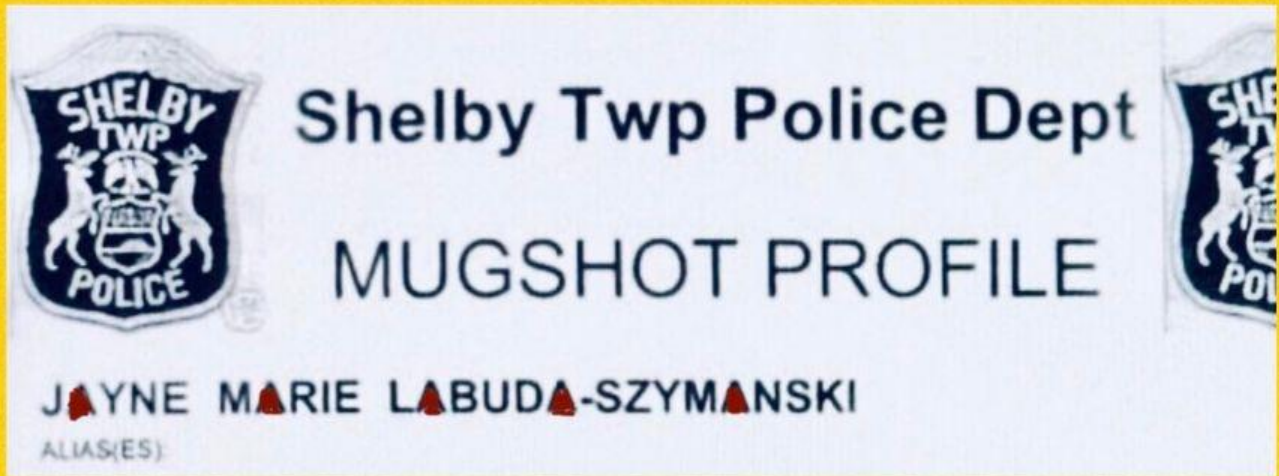 SHELBY
TWP
POLICE
Shelby Twp Police Dept
MUGSHOT PROFILE
JAYNE MARIE LABUDA-SZYMANSKI
ALIAS(ES):